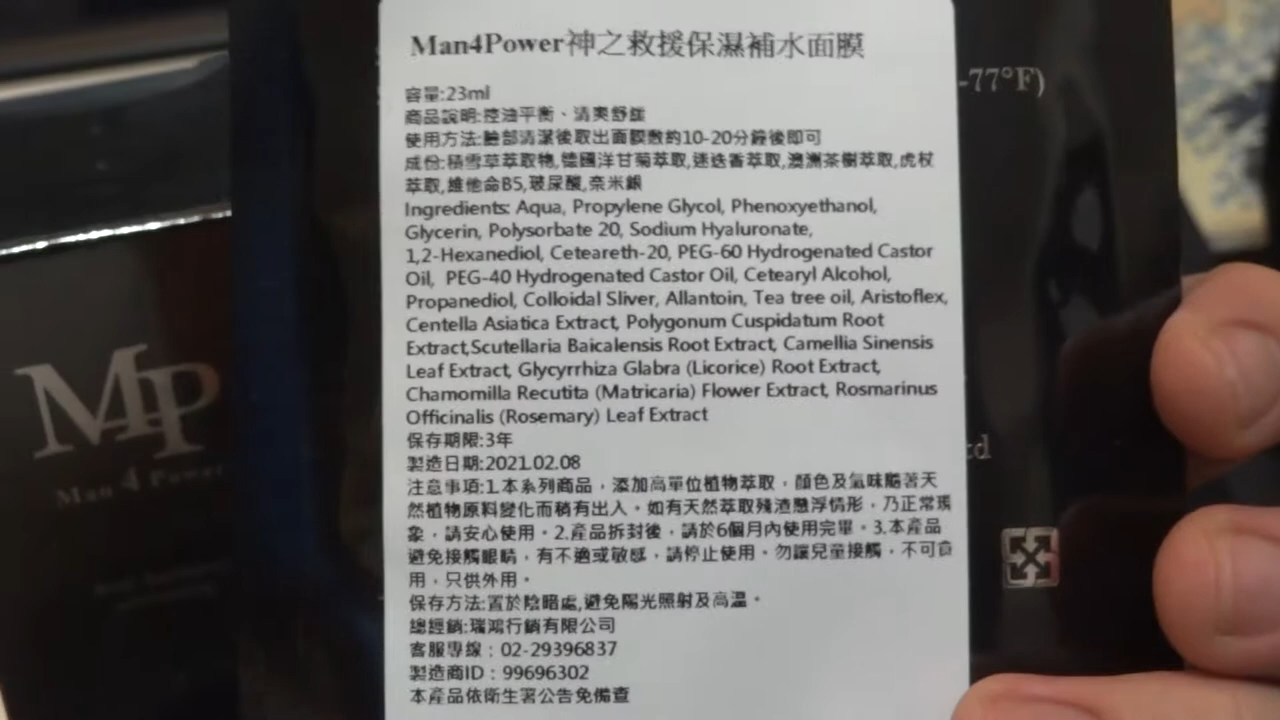 Man4Power神之救援保濕補水面膜
容量:23ml
商品說明:控油平衡、清爽舒緩
使用方法:臉部清潔後取出面膜敷約10-20分鐘後即可
成份:積雪草萃取物,德國洋甘菊萃取,迷迭香萃取,澳洲茶樹萃取,虎杖
萃取,維他命B5,玻尿酸,奈米銀
Ingredients: Aqua, Propylene Glycol, Phenoxyethanol,
Glycerin, Polysorbate 20, Sodium Hyaluronate,
1,2-Hexanediol, Ceteareth-20, PEG-60 Hydrogenated Castor
Oil, PEG-40 Hydrogenated Castor Oil, Cetearyl Alcohol,
Propanediol, Colloidal Sliver, Allantoin, Tea tree oil, Aristoflex,
Centella Asiatica Extract, Polygonum Cuspidatum Root
Extract,Scutellaria Baicalensis Root Extract, Camellia Sinensis
Leaf Extract, Glycyrrhiza Glabra (Licorice) Root Extract,
Chamomilla Recutita (Matricaria) Flower Extract, Rosmarinus
Officinalis (Rosemary) Leaf Extract
保存期限:3年
製造日期:2021.02.08
注意事項:1.本系列商品，添加高單位植物萃取，顏色及氣味隨著天
然植物原料變化而稍有出入。如有天然萃取殘渣懸浮情形，乃正常現
象，請安心使用。2.產品拆封後，請於6個月內使用完畢。3.本產品
避免接觸眼睛，有不適或敏感，請停止使用。勿讓兒童接觸，不可食
用，只供外用。
保存方法:置於陰暗處,避免陽光照射及高溫。
總經銷:瑞鴻行銷有限公司
客服專線：02-29396837
製造商ID：99696302
本產品依衛生署公告免備查
-77°F)
td
MP
Man 4 Power